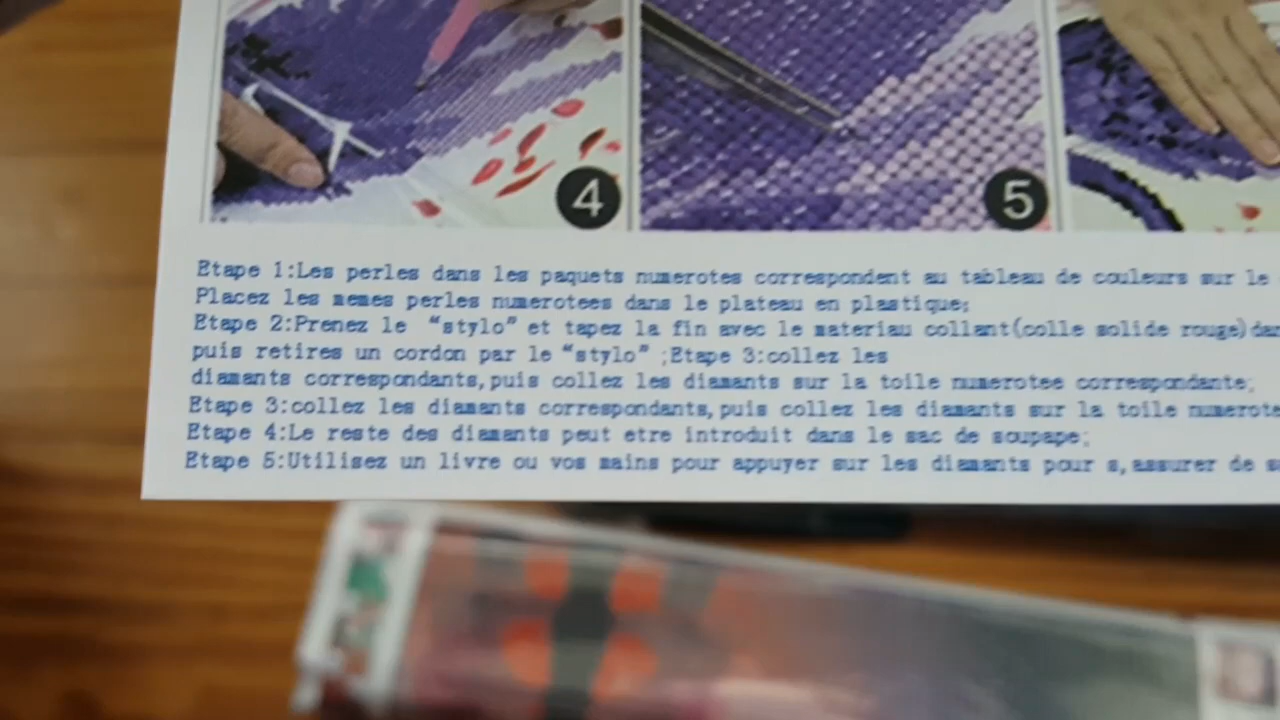 4
5
Etape 1:Les perles dans les paquets numerotes correspondent au tableau de couleurs sur le
Placez les memes perles numerotees dans le plateau en plastique;
Etape 2:Prenez le “stylo” et tapez la fin avec le materiau collant(colle solide rouge)
puis retires un cordon par le “stylo” ;Etape 3:collez les
diamants correspondants,puis collez les diamants sur la toile numerotee correspondante;
Etape 3:collez les diamants correspondants,puis collez les diamants sur la toile
Etape 4:Le reste des diamants peut etre introduit dans le sac de soupape;
Etape 5:Utilisez un livre ou vos mains pour appuyer sur les diamants pour s,assurer de